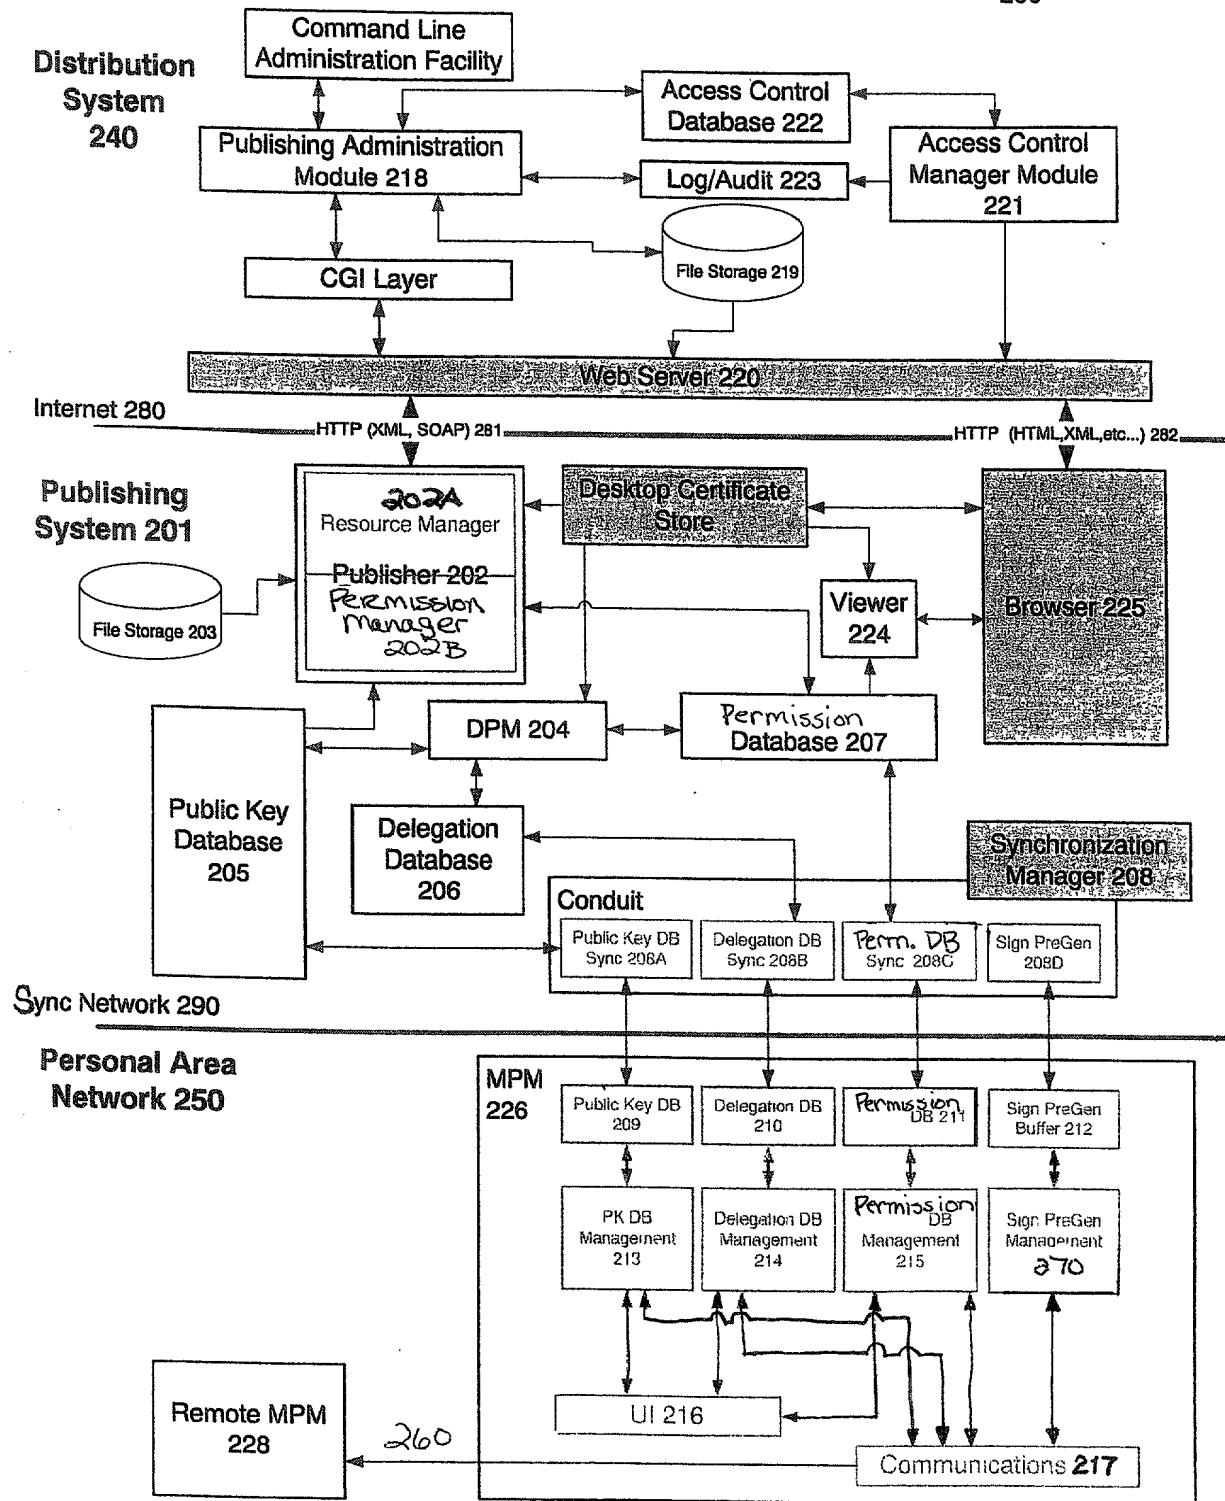 Command Line
Administration Facility
Distribution
System
240
Access Control
Database 222
Publishing Administration
Module 218
Access Control
Manager Module
221
Log/Audit 223
File Storage 219
CGI Layer
Web Server 220
Internet 280
HTTP (XML, SOAP) 281
HTTP (HTML,XML,etc...) 282
Publishing
System 201
202A
Resource Manager
Publisher 202
Permission
Manager
202B
Desktop Certificate
Store
File Storage 203
Viewer
224
Browser 225
DPM 204
Permission
Database 207
Public Key
Database
205
Delegation
Database
206
Synchronization
Manager 208
Conduit
Public Key DB
Sync 208A
Delegation DB
Sync 208B
Perm. DB
Sync 208C
Sign PreGen
208D
Sync Network 290
Personal Area
Network 250
MPM
226
Public Key DB
209
Delegation DB
210
Permission
DB 211
Sign PreGen
Buffer 212
PK DB
Management
213
Delegation DB
Management
214
Permission
DB
Management
215
Sign PreGen
Management
270
UI 216
Remote MPM
228
260
Communications 217